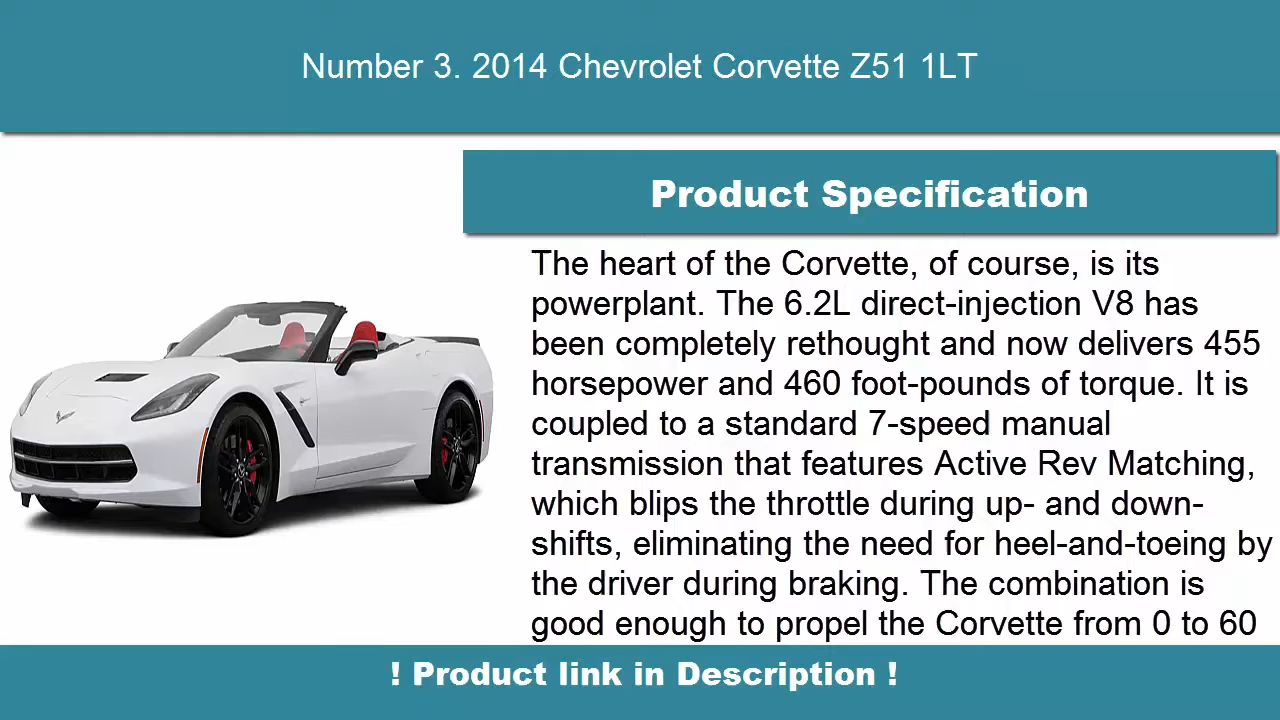 Number 3. 2014 Chevrolet Corvette Z51 1LT
Product Specification
The heart of the Corvette, of course, is its
powerplant. The 6.2L direct-injection V8 has
been completely rethought and now delivers 455
horsepower and 460 foot-pounds of torque. It is
coupled to a standard 7-speed manual
transmission that features Active Rev Matching,
which blips the throttle during up- and down-
shifts, eliminating the need for heel-and-toeing by
the driver during braking. The combination is
good enough to propel the Corvette from 0 to 60
! Product link in Description !